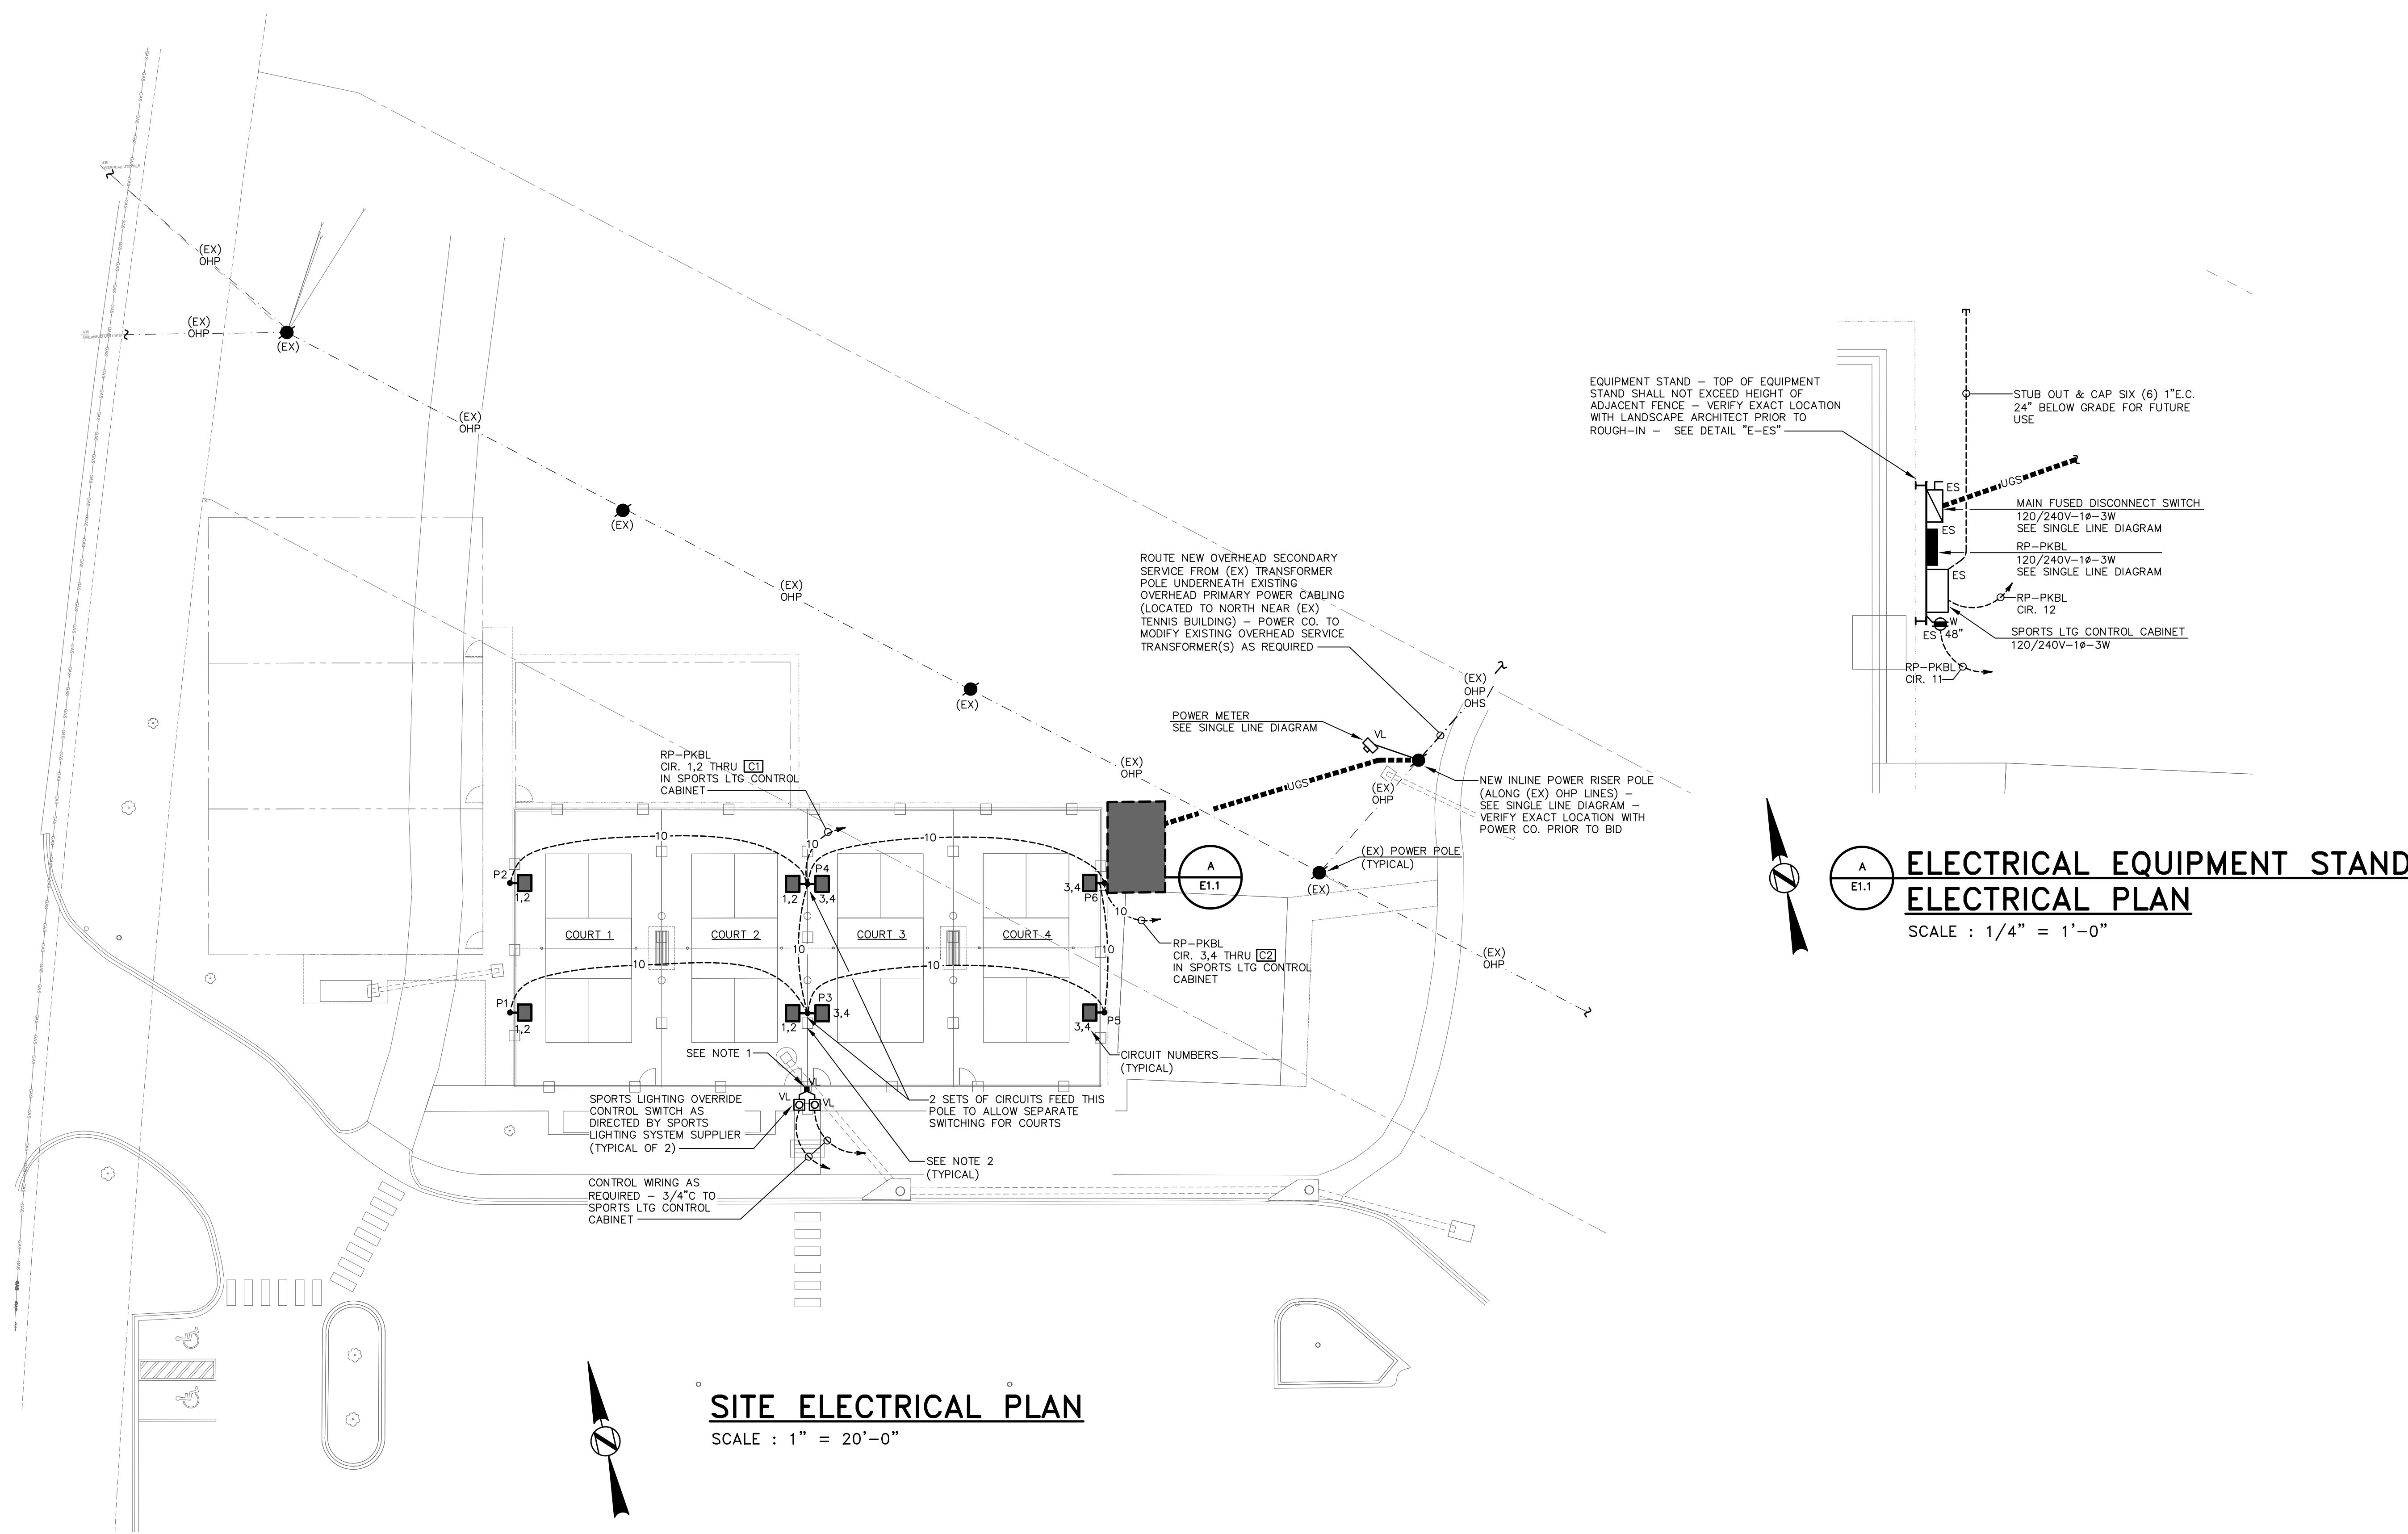 (EX)
OHP
(EX)
OHP
(EX)
(EX)
OHP
(EX)
(EX)
OHP
(EX)
(EX)
OHP
ROUTE NEW OVERHEAD SECONDARY
SERVICE FROM (EX) TRANSFORMER
POLE UNDERNEATH EXISTING
OVERHEAD PRIMARY POWER CABLING
(LOCATED TO NORTH NEAR (EX)
TENNIS BUILDING) – POWER CO. TO
MODIFY EXISTING OVERHEAD SERVICE
TRANSFORMER(S) AS REQUIRED
(EX)
OHP
OHS
POWER METER
SEE SINGLE LINE DIAGRAM
VL
UGS
(EX)
OHP
NEW INLINE POWER RISER POLE
(ALONG (EX) OHP LINES) –
SEE SINGLE LINE DIAGRAM –
VERIFY EXACT LOCATION WITH
POWER CO. PRIOR TO BID
(EX) POWER POLE
(TYPICAL)
(EX)
(EX)
OHP
RP–PKBL
CIR. 1,2 THRU C1
IN SPORTS LTG CONTROL
CABINET
10
10
10
P2
1,2
P4
1,2
3,4
3,4
P6
A
E1.1
10
RP–PKBL
CIR. 3,4 THRU C2
IN SPORTS LTG CONTROL
CABINET
COURT 1
COURT 2
COURT 3
COURT 4
10
10
10
10
P1
1,2
P3
1,2
3,4
3,4
P5
CIRCUIT NUMBERS
(TYPICAL)
SEE NOTE 1
VL
VL
VL
SPORTS LIGHTING OVERRIDE
CONTROL SWITCH AS
DIRECTED BY SPORTS
LIGHTING SYSTEM SUPPLIER
(TYPICAL OF 2)
2 SETS OF CIRCUITS FEED THIS
POLE TO ALLOW SEPARATE
SWITCHING FOR COURTS
SEE NOTE 2
(TYPICAL)
CONTROL WIRING AS
REQUIRED – 3/4"C TO
SPORTS LTG CONTROL
CABINET
SITE ELECTRICAL PLAN
SCALE : 1" = 20'–0"
N
EQUIPMENT STAND – TOP OF EQUIPMENT
STAND SHALL NOT EXCEED HEIGHT OF
ADJACENT FENCE – VERIFY EXACT LOCATION
WITH LANDSCAPE ARCHITECT PRIOR TO
ROUGH–IN – SEE DETAIL "E–ES"
STUB OUT & CAP SIX (6) 1"E.C.
24" BELOW GRADE FOR FUTURE
USE
UGS
ES
MAIN FUSED DISCONNECT SWITCH
120/240V–1ø–3W
SEE SINGLE LINE DIAGRAM
ES
RP–PKBL
120/240V–1ø–3W
SEE SINGLE LINE DIAGRAM
ES
RP–PKBL
CIR. 12
W
48"
ES
SPORTS LTG CONTROL CABINET
120/240V–1ø–3W
RP–PKBL
CIR. 11
N
A
E1.1
ELECTRICAL EQUIPMENT STAND
ELECTRICAL PLAN
SCALE : 1/4" = 1'–0"